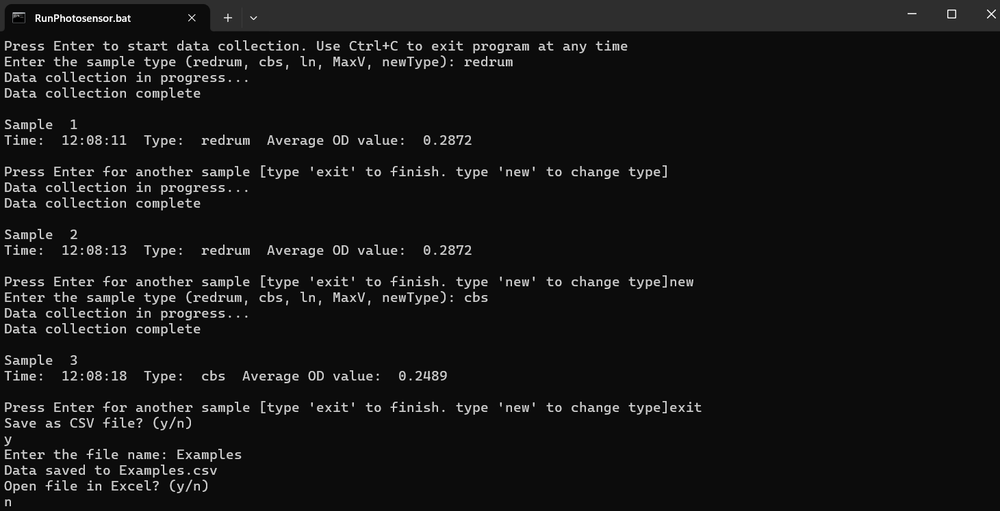 RunPhotosensor.bat
Press Enter to start data collection. Use Ctrl+C to exit program at any time
Enter the sample type (redrum, cbs, ln, MaxV, newType): redrum
Data collection in progress...
Data collection complete
Sample  1
Time:  12:08:11  Type:  redrum  Average OD value:  0.2872
Press Enter for another sample [type 'exit' to finish. type 'new' to change type]
Data collection in progress...
Data collection complete
Sample  2
Time:  12:08:13  Type:  redrum  Average OD value:  0.2872
Press Enter for another sample [type 'exit' to finish. type 'new' to change type]new
Enter the sample type (redrum, cbs, ln, MaxV, newType): cbs
Data collection in progress...
Data collection complete
Sample  3
Time:  12:08:18  Type:  cbs  Average OD value:  0.2489
Press Enter for another sample [type 'exit' to finish. type 'new' to change type]exit
Save as CSV file? (y/n)
y
Enter the file name: Examples
Data saved to Examples.csv
Open file in Excel? (y/n)
n